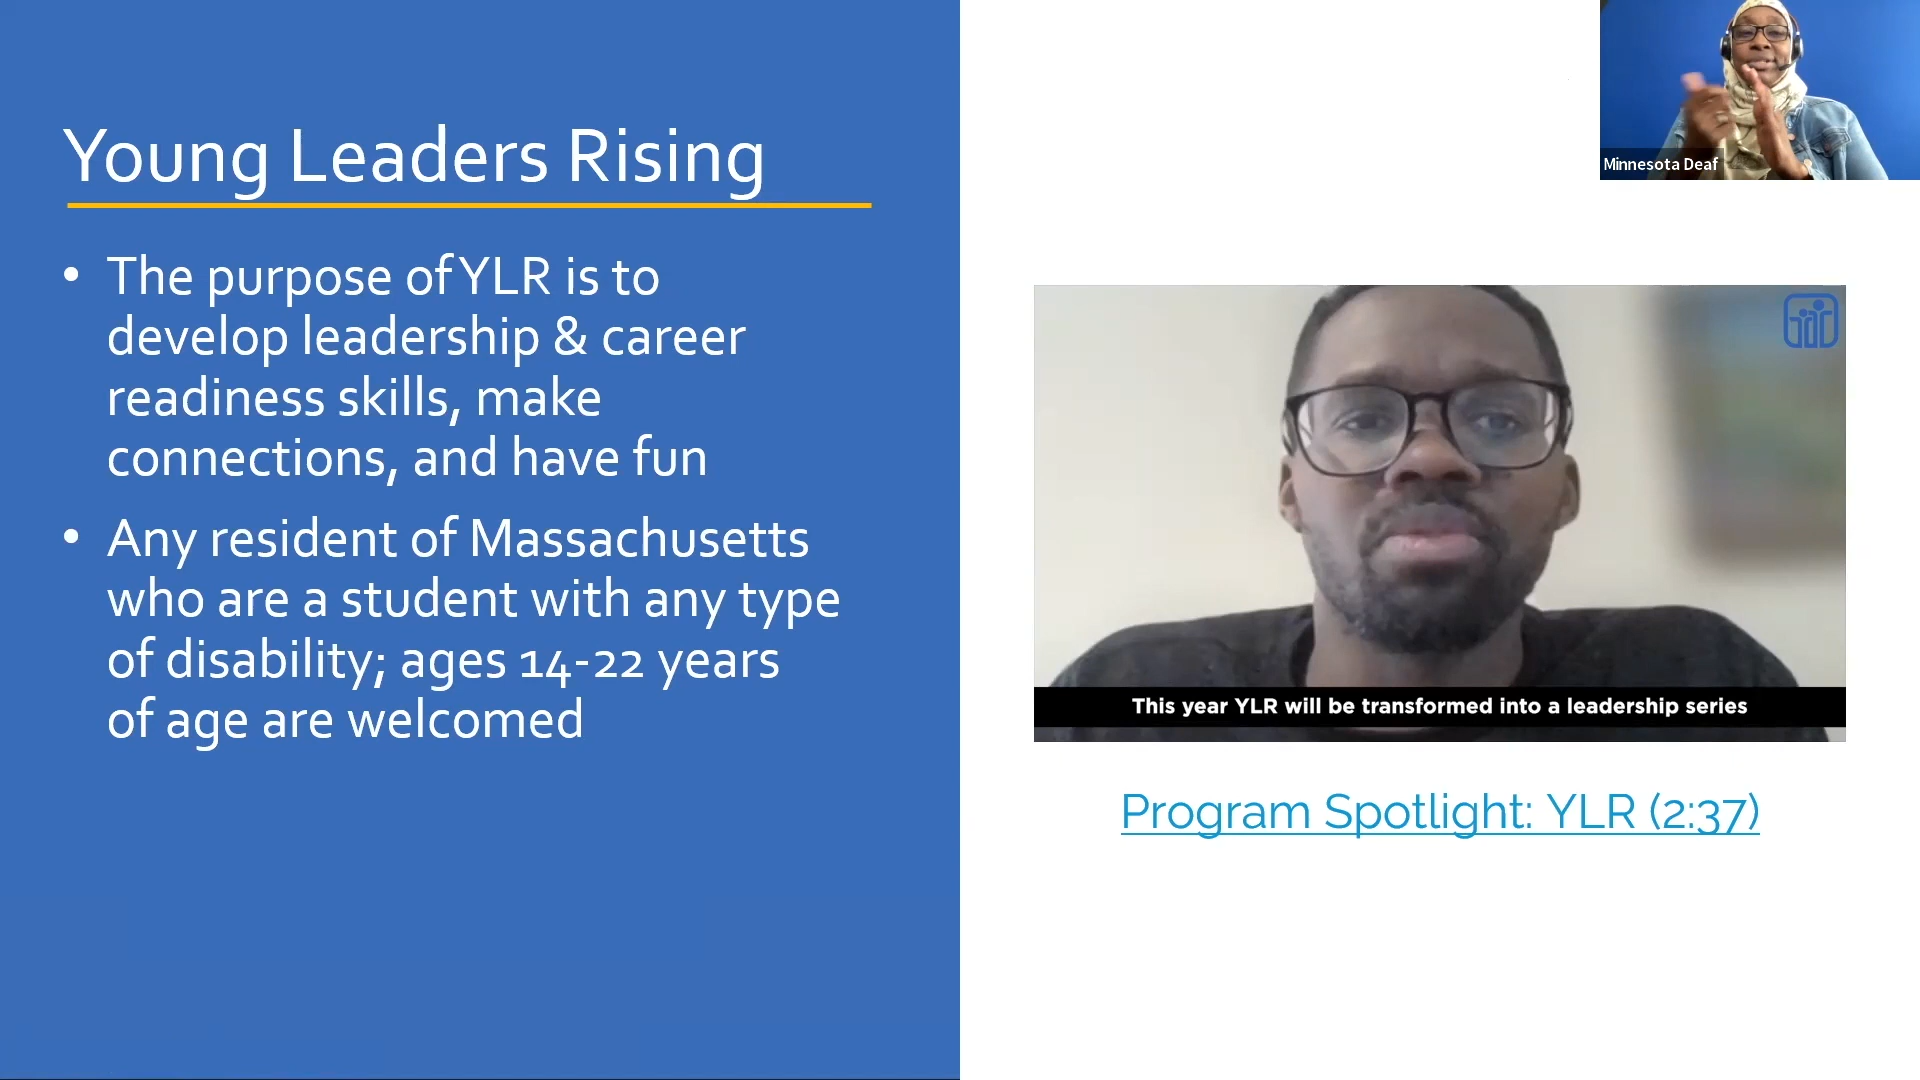 Young Leaders Rising
• The purpose of YLR is to
develop leadership & career
readiness skills, make
connections, and have fun
• Any resident of Massachusetts
who are a student with any type
of disability; ages 14-22 years
of age are welcomed
Minnesota Deaf
This year YLR will be transformed into a leadership series
Program Spotlight: YLR (2:37)